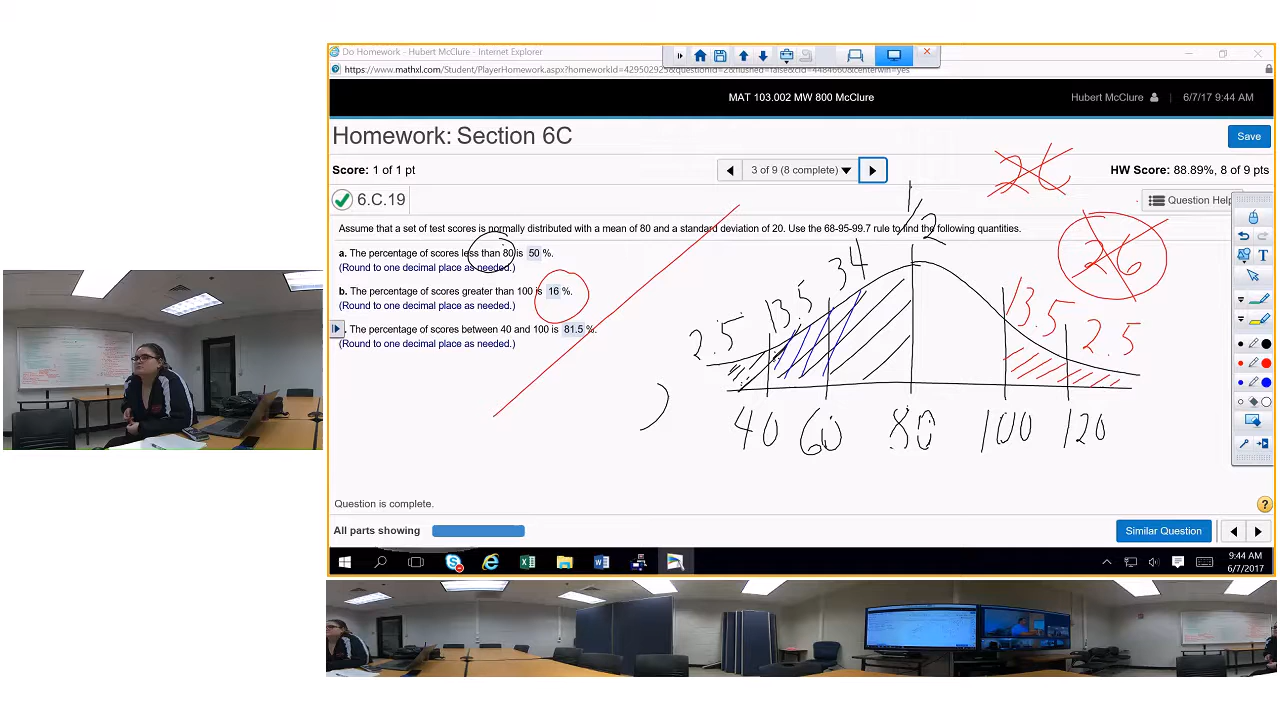 Do Homework - Hubert McClure - Internet Explorer
MAT 103.002 MW 800 McClure
Hubert McClure
6/7/17 9:44 AM
Homework: Section 6C
Save
Score: 1 of 1 pt
3 of 9 (8 complete)
HW Score: 88.89%, 8 of 9 pts
6.C.19
Question Help
Assume that a set of test scores is normally distributed with a mean of 80 and a standard deviation of 20. Use the 68-95-99.7 rule to find the following quantities.
a. The percentage of scores less than 80 is 50 %.
(Round to one decimal place as needed.)
b. The percentage of scores greater than 100 is 16 %.
(Round to one decimal place as needed.)
. The percentage of scores between 40 and 100 is 81.5 %.
(Round to one decimal place as needed.)
26
26
1/2
34
13.5
2.5
13.5
2.5
40 60 80 100 120
T
Question is complete.
?
All parts showing
Similar Question
9:44 AM
6/7/2017